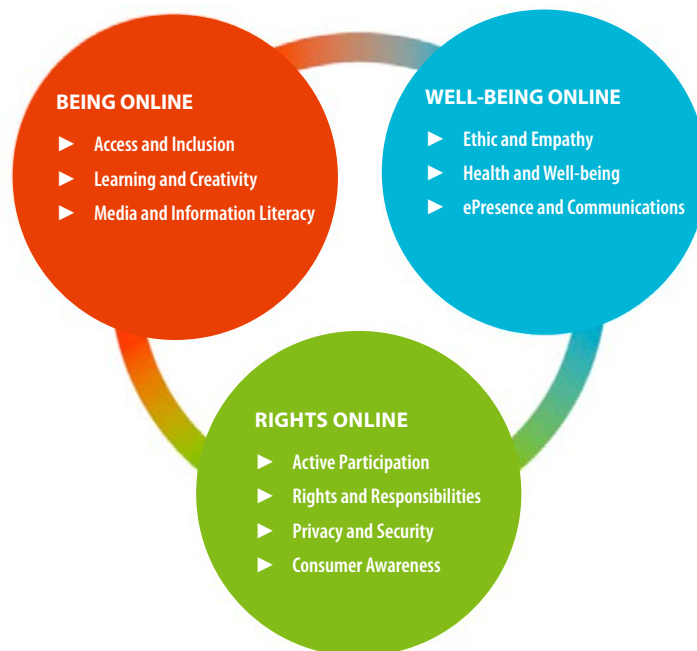 BEING ONLINE
► Access and Inclusion
► Learning and Creativity
► Media and Information Literacy
WELL-BEING ONLINE
► Ethic and Empathy
► Health and Well-being
► ePresence and Communications
RIGHTS ONLINE
► Active Participation
► Rights and Responsibilities
► Privacy and Security
► Consumer Awareness